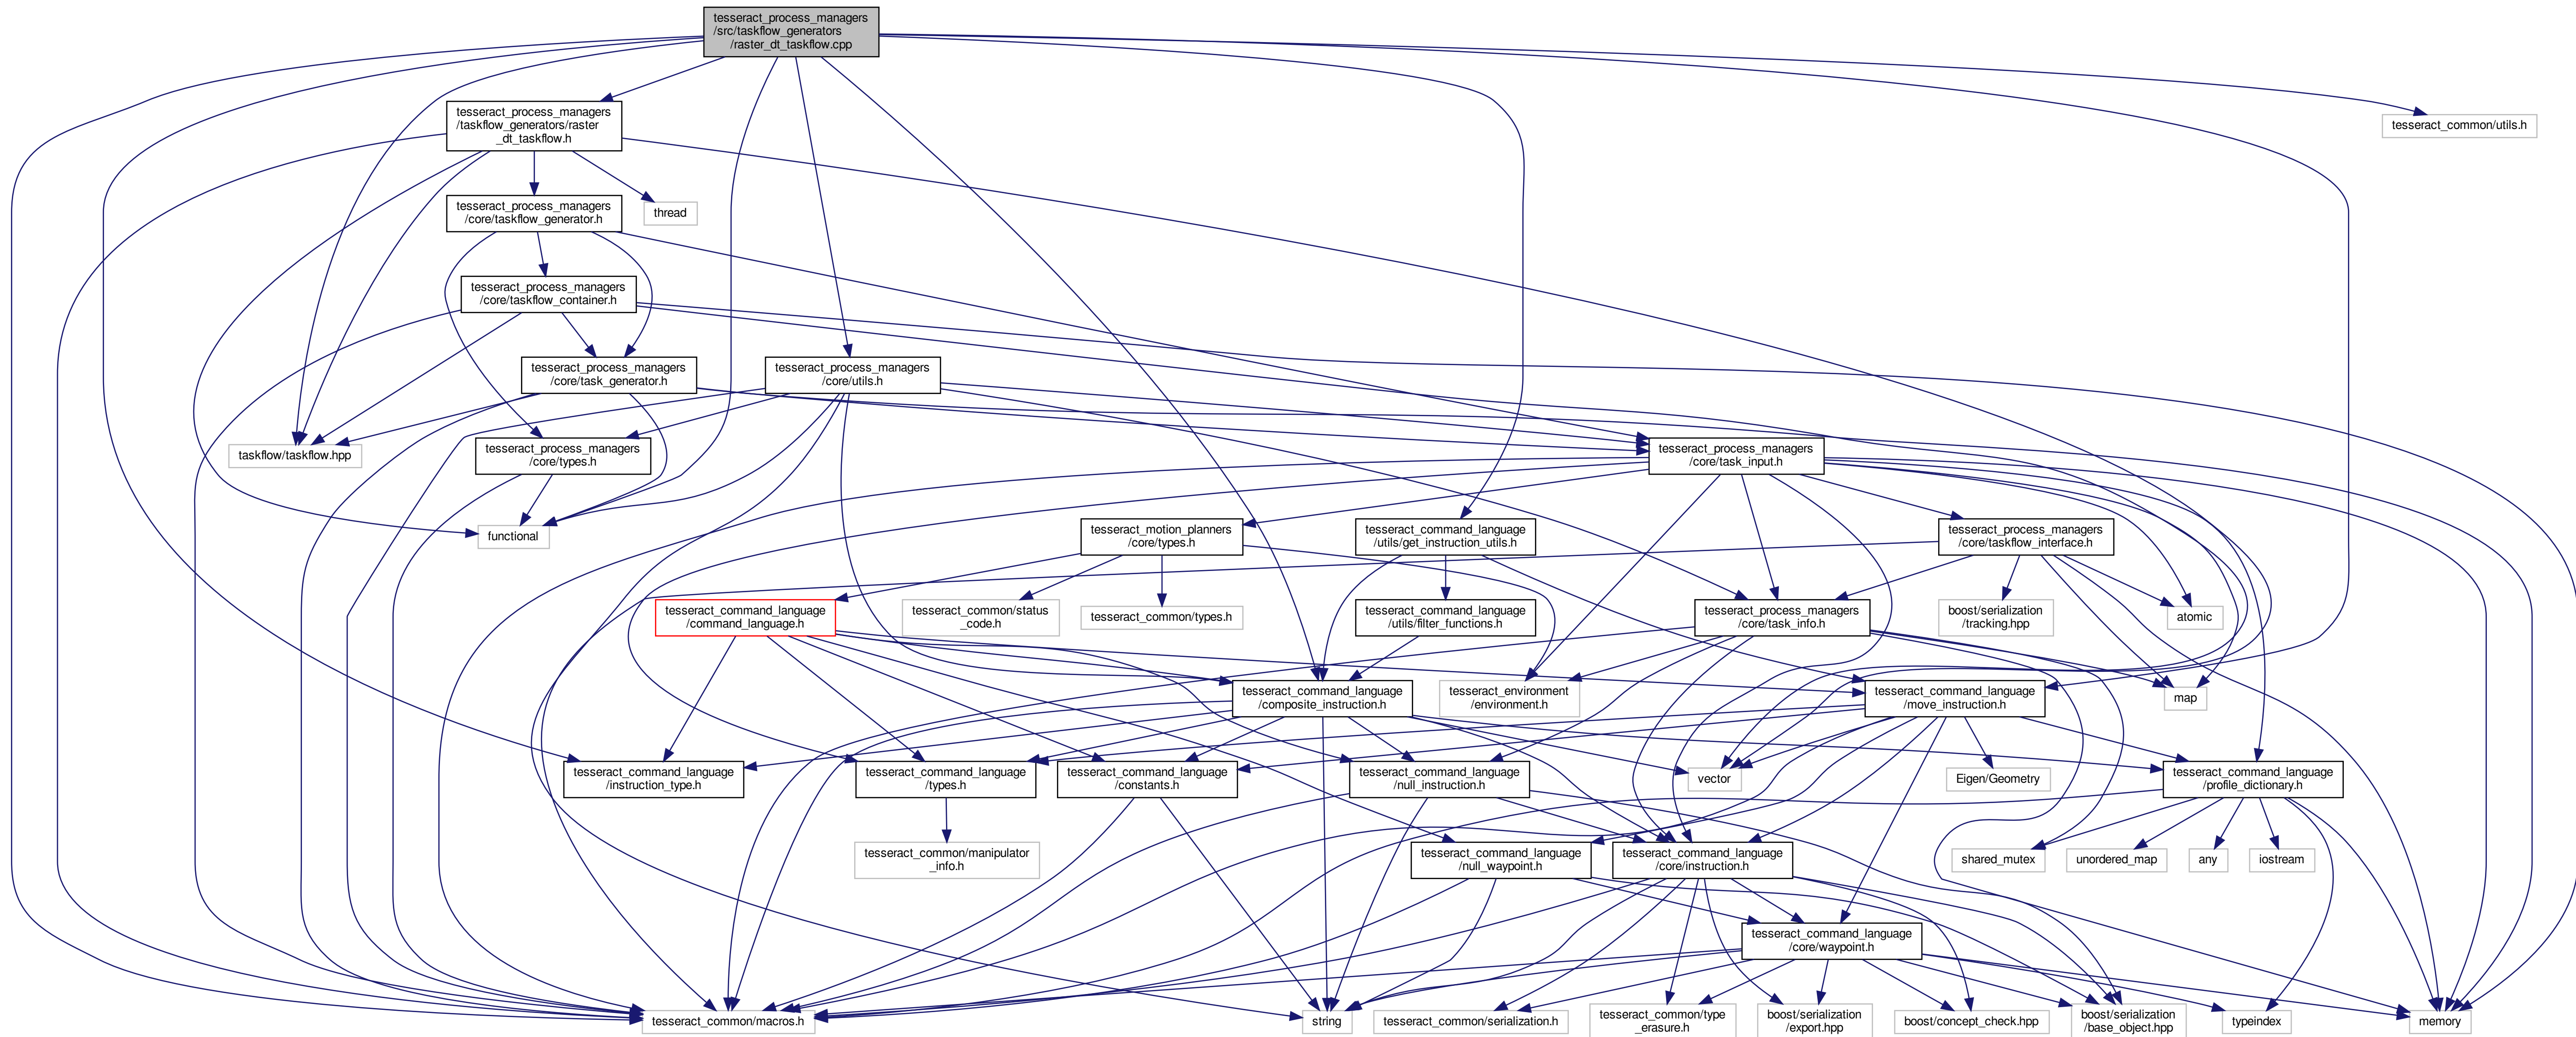 tesseract_process_managers
/src/taskflow_generators
/raster_dt_taskflow.cpp
tesseract_process_managers
/taskflow_generators/raster
_dt_taskflow.h
tesseract_common/utils.h
tesseract_process_managers
/core/taskflow_generator.h
thread
tesseract_process_managers
/core/taskflow_container.h
tesseract_process_managers
/core/task_generator.h
tesseract_process_managers
/core/utils.h
taskflow/taskflow.hpp
tesseract_process_managers
/core/types.h
tesseract_process_managers
/core/task_input.h
functional
tesseract_motion_planners
/core/types.h
tesseract_command_language
/utils/get_instruction_utils.h
tesseract_process_managers
/core/taskflow_interface.h
tesseract_command_language
/command_language.h
tesseract_common/status
_code.h
tesseract_common/types.h
tesseract_command_language
/utils/filter_functions.h
tesseract_process_managers
/core/task_info.h
boost/serialization
/tracking.hpp
atomic
tesseract_command_language
/composite_instruction.h
tesseract_environment
/environment.h
tesseract_command_language
/move_instruction.h
map
tesseract_command_language
/instruction_type.h
tesseract_command_language
/types.h
tesseract_command_language
/constants.h
tesseract_command_language
/null_instruction.h
vector
Eigen/Geometry
tesseract_command_language
/profile_dictionary.h
tesseract_common/manipulator
_info.h
tesseract_command_language
/null_waypoint.h
tesseract_command_language
/core/instruction.h
shared_mutex
unordered_map
any
iostream
tesseract_command_language
/core/waypoint.h
tesseract_common/macros.h
string
tesseract_common/serialization.h
tesseract_common/type
_erasure.h
boost/serialization
/export.hpp
boost/concept_check.hpp
boost/serialization
/base_object.hpp
typeindex
memory